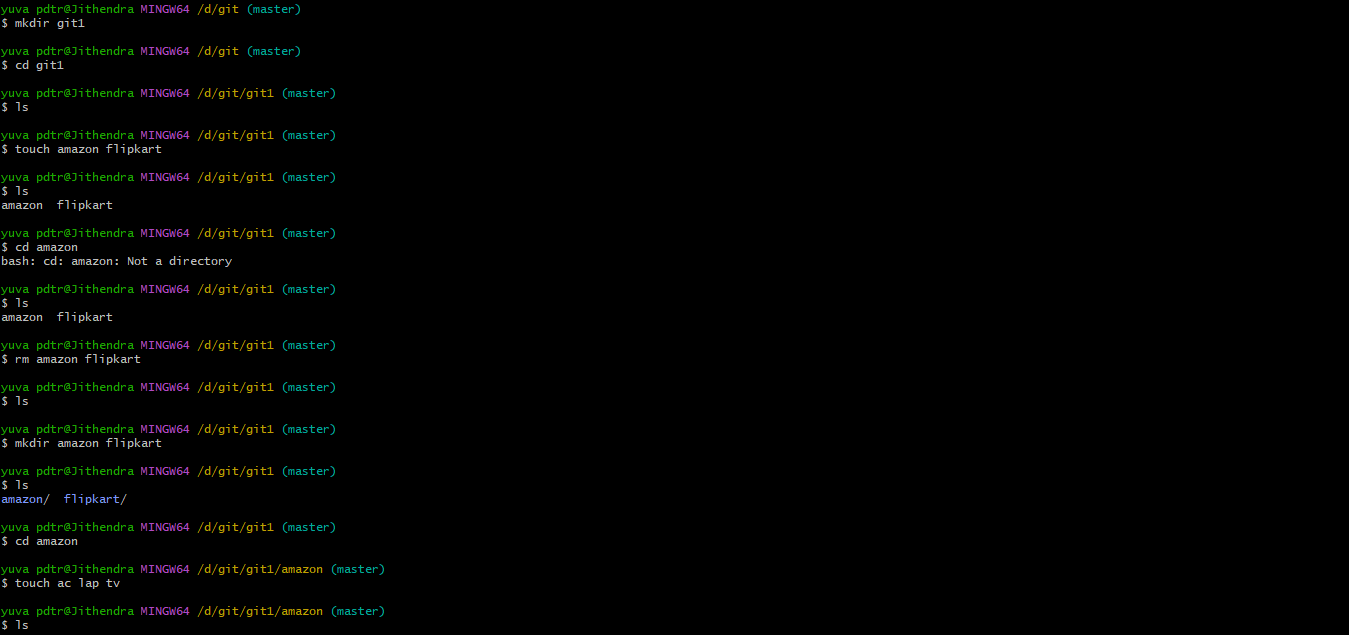 yuva pdtr@Jithendra MINGW64 /d/git (master)
$ mkdir git1
yuva pdtr@Jithendra MINGW64 /d/git (master)
$ cd git1
yuva pdtr@Jithendra MINGW64 /d/git/git1 (master)
$ ls
yuva pdtr@Jithendra MINGW64 /d/git/git1 (master)
$ touch amazon flipkart
yuva pdtr@Jithendra MINGW64 /d/git/git1 (master)
$ ls
amazon  flipkart
yuva pdtr@Jithendra MINGW64 /d/git/git1 (master)
$ cd amazon
bash: cd: amazon: Not a directory
yuva pdtr@Jithendra MINGW64 /d/git/git1 (master)
$ ls
amazon  flipkart
yuva pdtr@Jithendra MINGW64 /d/git/git1 (master)
$ rm amazon flipkart
yuva pdtr@Jithendra MINGW64 /d/git/git1 (master)
$ ls
yuva pdtr@Jithendra MINGW64 /d/git/git1 (master)
$ mkdir amazon flipkart
yuva pdtr@Jithendra MINGW64 /d/git/git1 (master)
$ ls
amazon/  flipkart/
yuva pdtr@Jithendra MINGW64 /d/git/git1 (master)
$ cd amazon
yuva pdtr@Jithendra MINGW64 /d/git/git1/amazon (master)
$ touch ac lap tv
yuva pdtr@Jithendra MINGW64 /d/git/git1/amazon (master)
$ ls